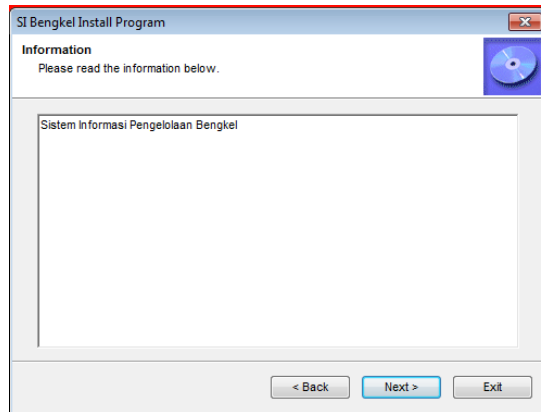 SI Bengkel Install Program
Information
Please read the information below.
Sistem Informasi Pengelolaan Bengkel
< Back
Next >
Exit